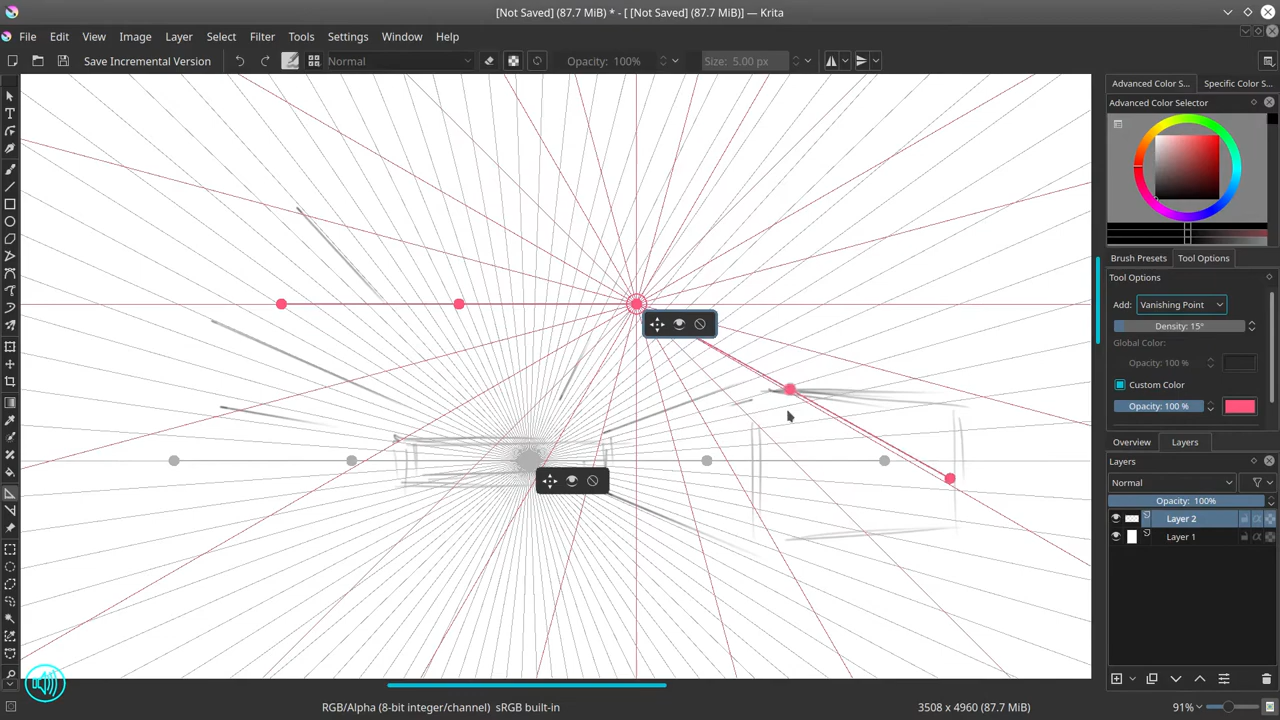 [Not Saved] (87.7 MiB) * - [ [Not Saved] (87.7 MiB)] — Krita
File Edit View Image Layer Select Filter Tools Settings Window Help
Save Incremental Version Normal Opacity: 100% Size: 5.00 px
Advanced Color S... Specific Color S...
Advanced Color Selector
Brush Presets Tool Options
Tool Options
Add: Vanishing Point
Density: 15°
Global Color:
Opacity: 100 %
Custom Color
Opacity: 100 %
Overview Layers
Layers
Normal
Opacity: 100%
Layer 2
Layer 1
RGB/Alpha (8-bit integer/channel) sRGB built-in 3508 x 4960 (87.7 MiB) 91%